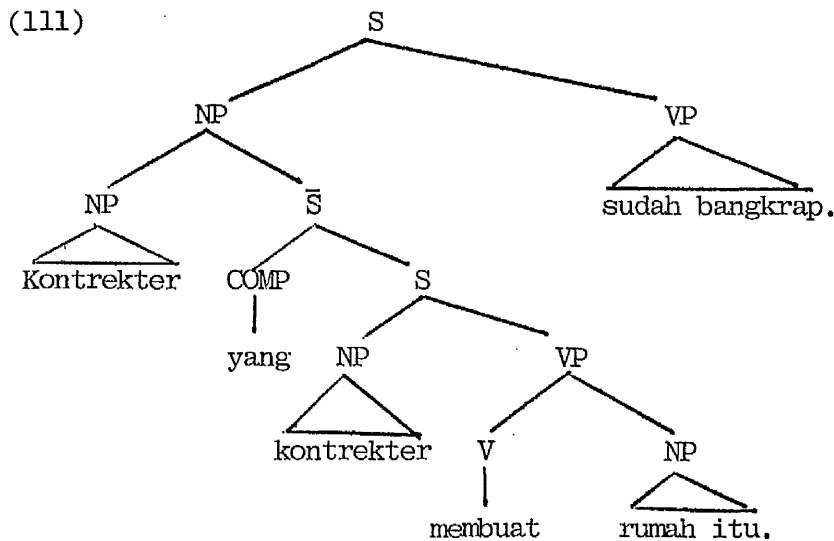 (111)
S
NP VP
NP S̄ sudah bangkrap.
Kontrekter COMP S
yang NP VP
kontrekter V NP
membuat rumah itu.